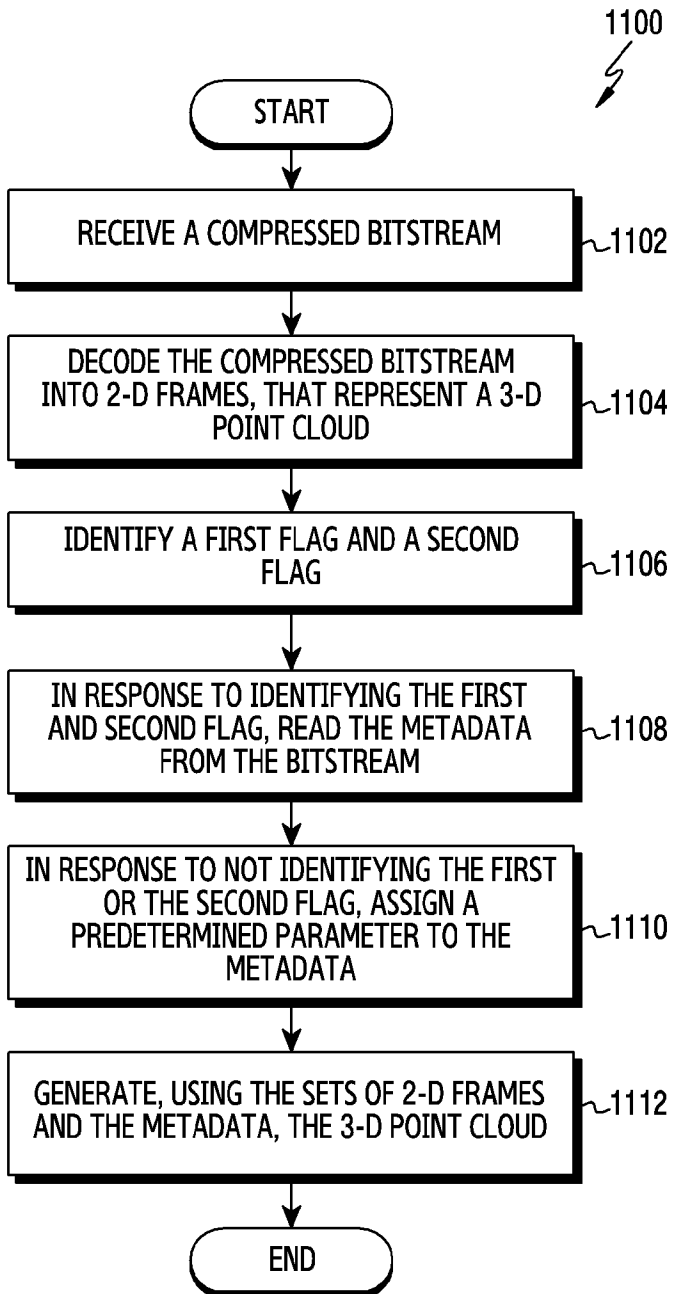 1100
START
RECEIVE A COMPRESSED BITSTREAM
1102
DECODE THE COMPRESSED BITSTREAM
INTO 2-D FRAMES, THAT REPRESENT A 3-D
POINT CLOUD
1104
IDENTIFY A FIRST FLAG AND A SECOND
FLAG
1106
IN RESPONSE TO IDENTIFYING THE FIRST
AND SECOND FLAG, READ THE METADATA
FROM THE BITSTREAM
1108
IN RESPONSE TO NOT IDENTIFYING THE FIRST
OR THE SECOND FLAG, ASSIGN A
PREDETERMINED PARAMETER TO THE
METADATA
1110
GENERATE, USING THE SETS OF 2-D FRAMES
AND THE METADATA, THE 3-D POINT CLOUD
1112
END